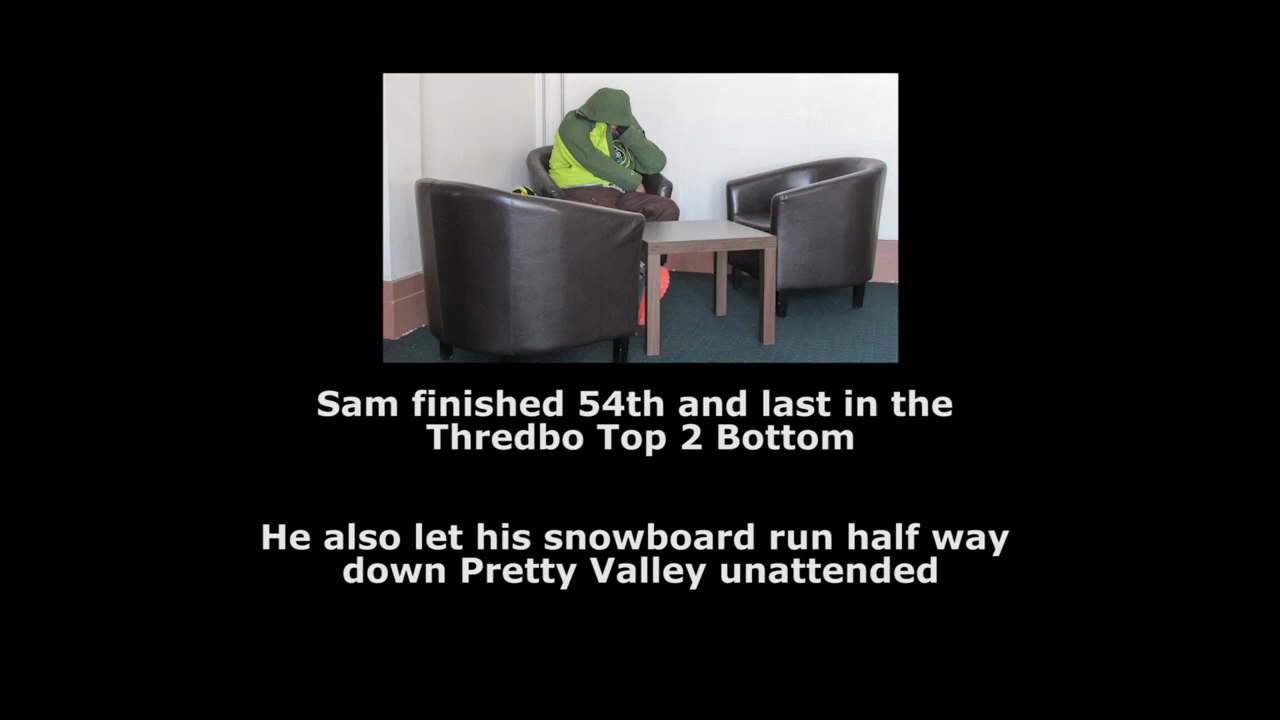 Sam finished 54th and last in the
Thredbo Top 2 Bottom
He also let his snowboard run half way
down Pretty Valley unattended